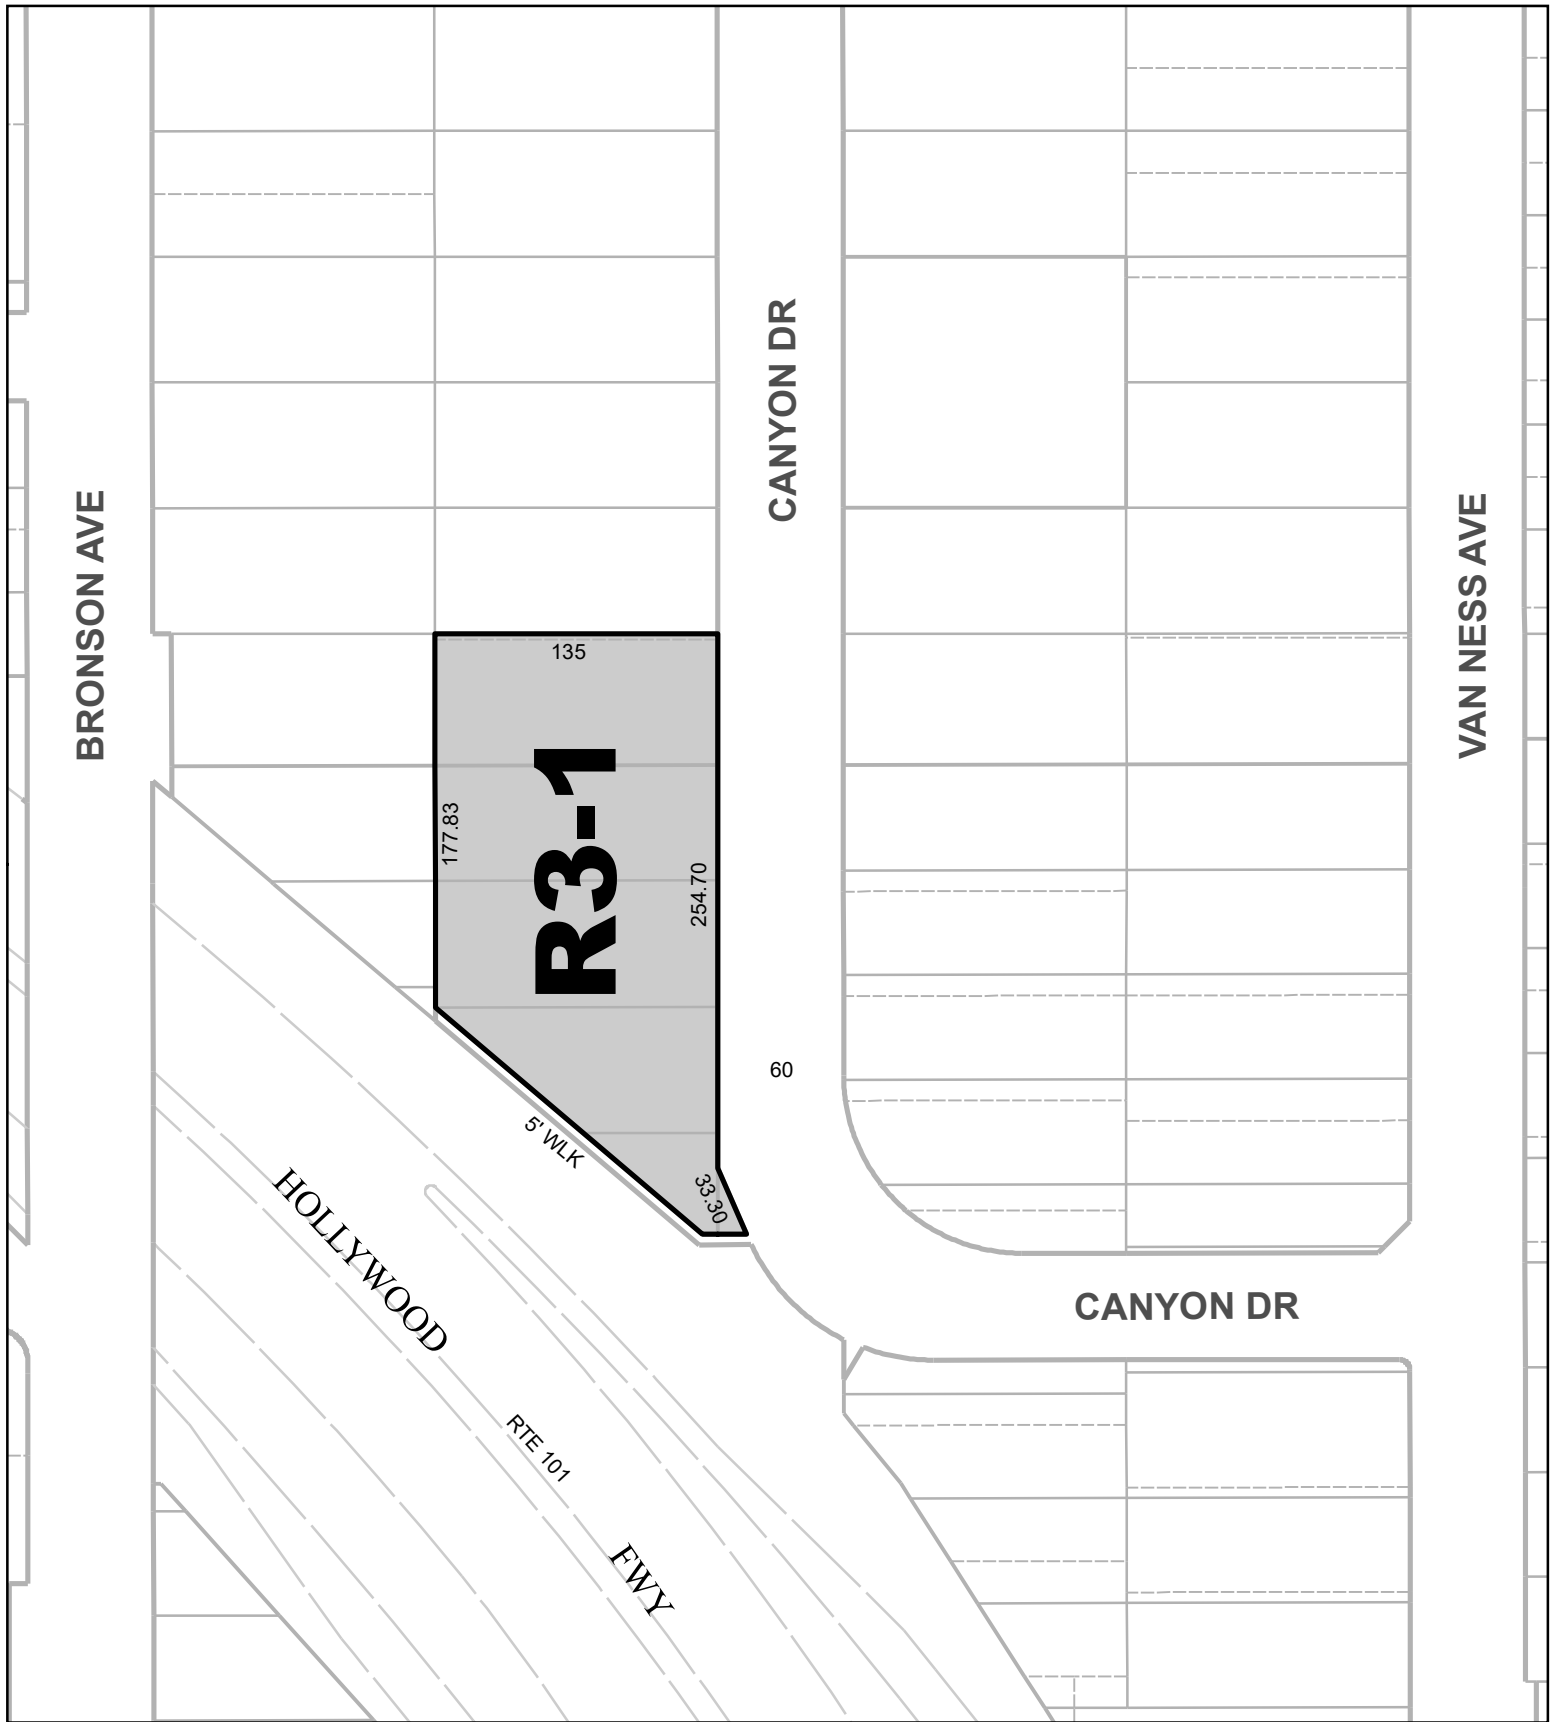 CANYON DR
BRONSON AVE
VAN NESS AVE
135
177.83
R3-1
254.70
60
5' WLK
33.30
HOLLYWOOD
CANYON DR
RTE 101
FWY